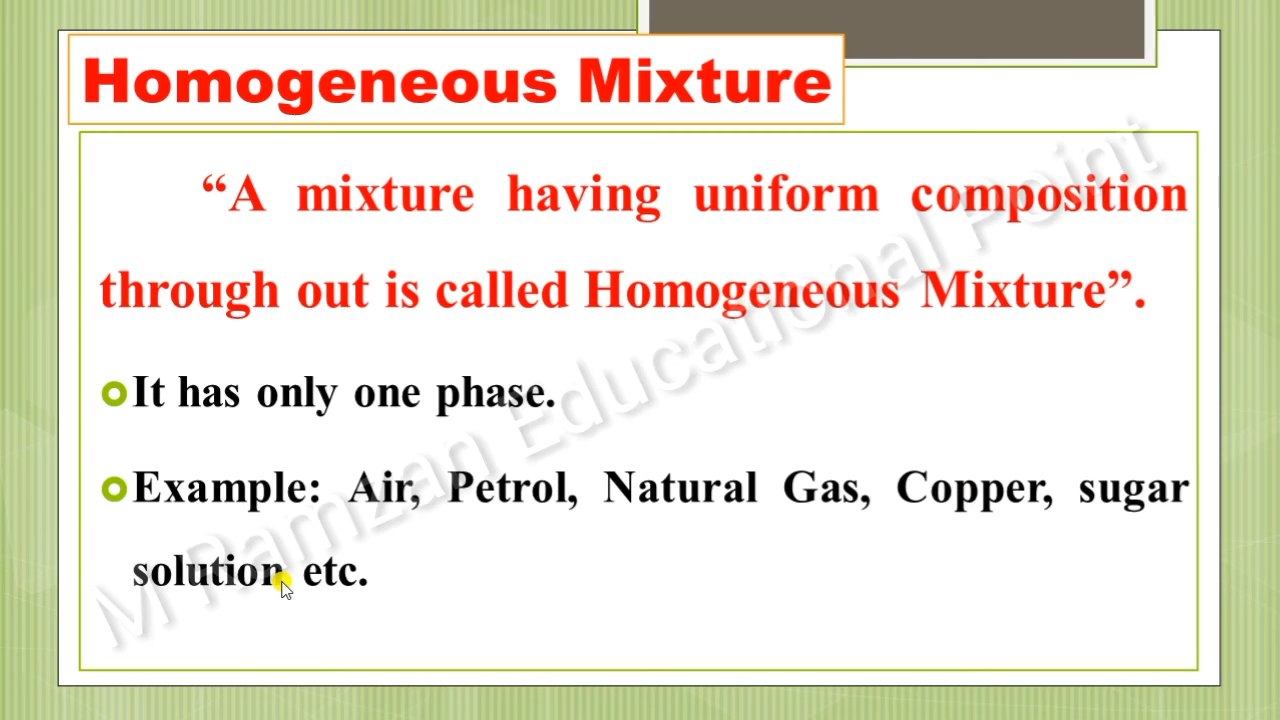 Homogeneous Mixture
“A mixture having uniform composition
through out is called Homogeneous Mixture”.
It has only one phase.
Example: Air, Petrol, Natural Gas, Copper, sugar
solution etc.
M Ramzan Educational Point